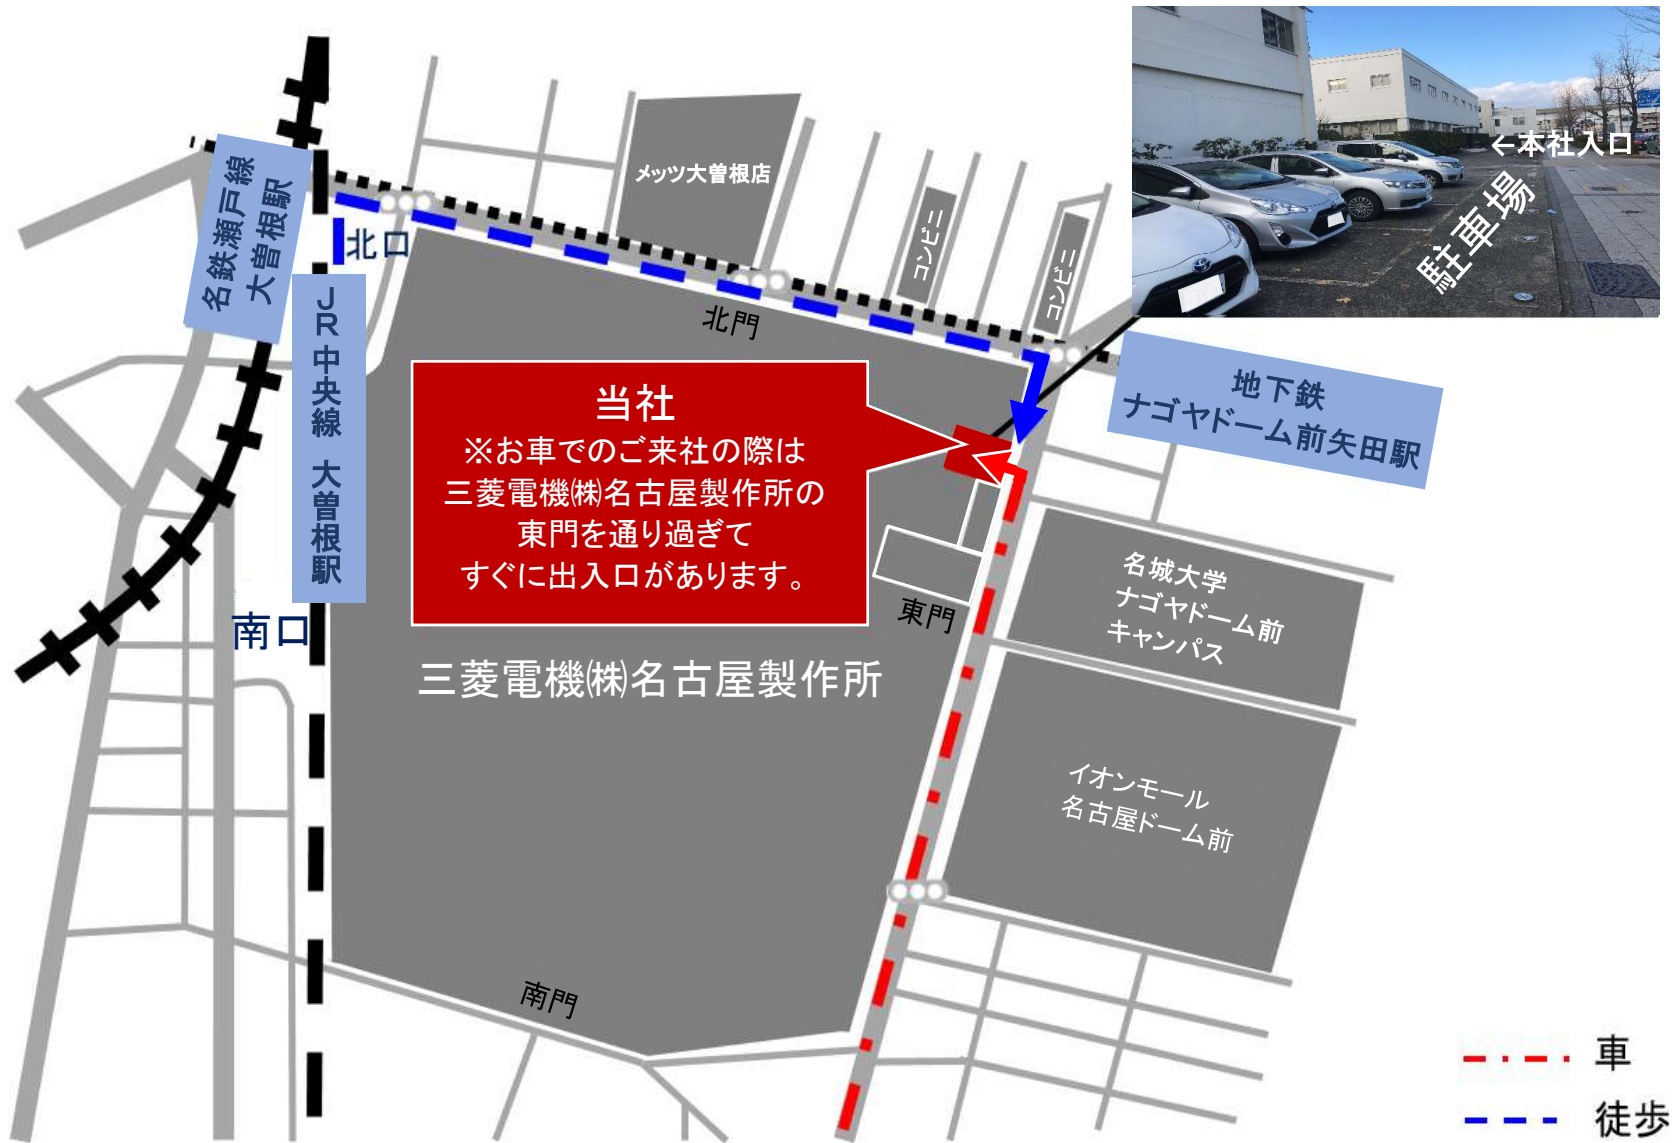 ←本社入口
駐車場
メッツ大曽根店
コンビニ
コンビニ
名鉄瀬戸線
大曽根駅
北口
JR中央線 大曽根駅
南口
北門
地下鉄
ナゴヤドーム前矢田駅
当社
※お車でのご来社の際は
三菱電機㈱名古屋製作所の
東門を通り過ぎて
すぐに出入口があります。
東門
三菱電機㈱名古屋製作所
名城大学
ナゴヤドーム前
キャンパス
イオンモール
名古屋ドーム前
南門
車
徒歩